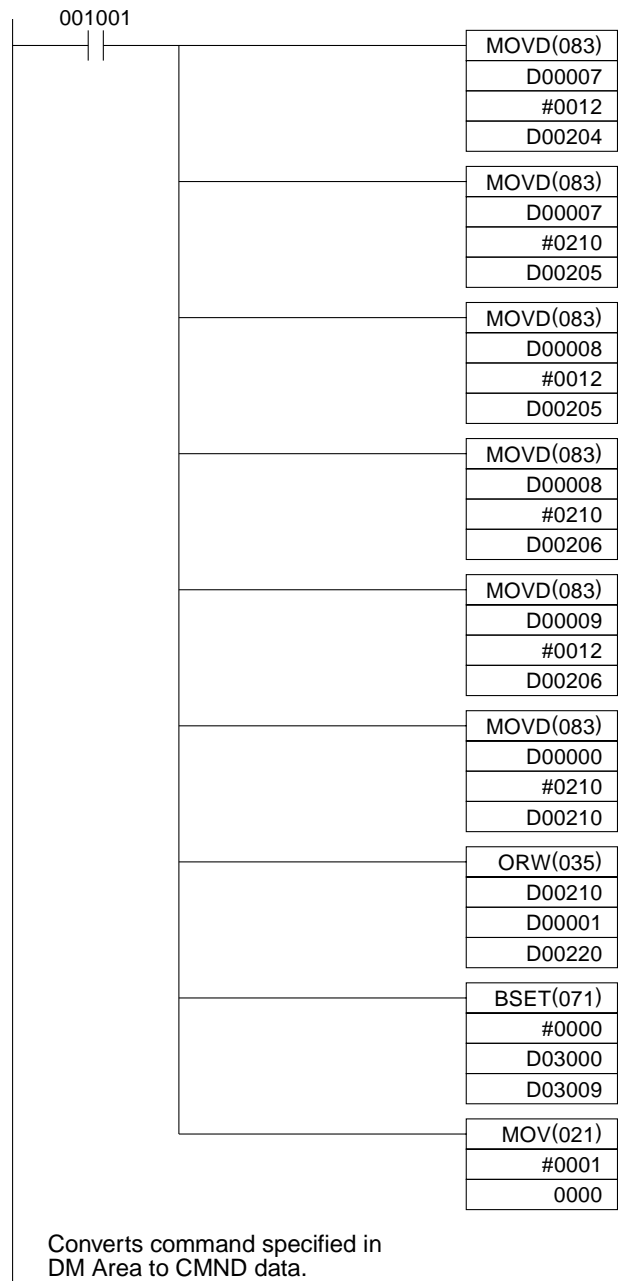 001001
MOVD(083)
D00007
#0012
D00204
MOVD(083)
D00007
#0210
D00205
MOVD(083)
D00008
#0012
D00205
MOVD(083)
D00008
#0210
D00206
MOVD(083)
D00009
#0012
D00206
MOVD(083)
D00000
#0210
D00210
ORW(035)
D00210
D00001
D00220
BSET(071)
#0000
D03000
D03009
MOV(021)
#0001
0000
Converts command specified in
DM Area to CMND data.